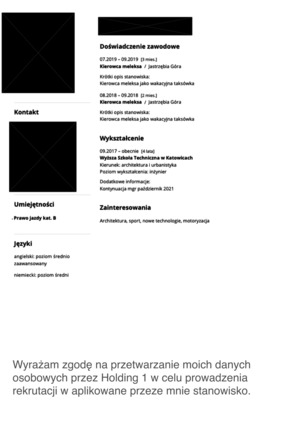 Kontakt
Umiejętności
Prawo jazdy kat. B
Języki
angielski: poziom średnio
zaawansowany
niemiecki: poziom średni
Doświadczenie zawodowe
07.2019 – 09.2019 (3 mies.)
Kierowca meleksa / Jastrzębia Góra
Krótki opis stanowiska:
Kierowca meleksa jako wakacyjna taksówka
08.2018 – 09.2018 (2 mies.)
Kierowca meleksa / Jastrzębia Góra
Krótki opis stanowiska:
Kierowca meleksa jako wakacyjna taksówka
Wykształcenie
09.2017 – obecnie (4 lata)
Wyższa Szkoła Techniczna w Katowicach
Kierunek: architektura i urbanistyka
Poziom wykształcenia: inżynier
Dodatkowe informacje:
Kontynuacja mgr październik 2021
Zainteresowania
Architektura, sport, nowe technologie, motoryzacja
Wyrażam zgodę na przetwarzanie moich danych
osobowych przez Holding 1 w celu prowadzenia
rekrutacji w aplikowane przeze mnie stanowisko.